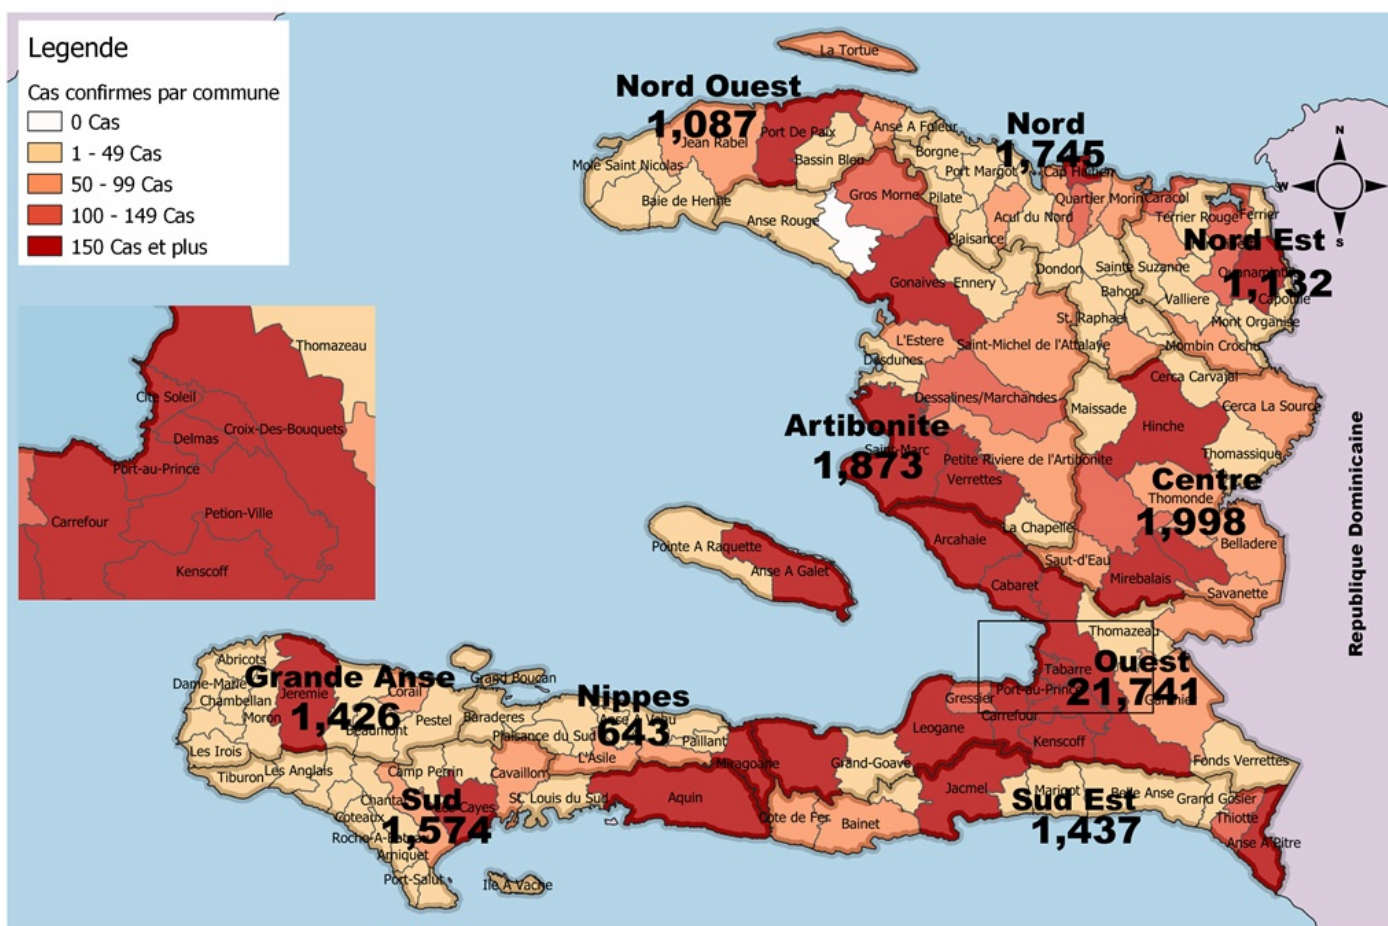 Legende
Cas confirmes par commune
0 Cas
1 - 49 Cas
50 - 99 Cas
100 - 149 Cas
150 Cas et plus
Thomazeau
Cite Soleil
Delmas
Croix-Des-Bouquets
Port-au-Prince
Carrefour
Petion-Ville
Kenscoff
La Tortue
Nord Ouest
1,087
Port De Paix
Jean Rabel
Anse A Foleur
Mole Saint Nicolas
Bassin Bleu
Baie de Henne
Anse Rouge
Nord
1,745
Borgne
Port Margot
Cap Haitien
Gros Morne
Pilate
Quartier Morin
Caracol
Acul du Nord
Terrier Rouge
Ferrier
Plaisance
N
W
S
Nord Est
1,132
Ouanaminthe
Capotille
Gonaives
Ennery
Dondon
Sainte Suzanne
Bahon
Valliere
St. Raphael
Mont Organise
L'Estere
Saint-Michel de l'Attalaye
Mombin Crochu
Desdunes
Cerca Carvajal
Dessalines/Marchandes
Maissade
Cerca La Source
Artibonite
1,873
Hinche
Saint-Marc
Petite Riviere de l'Artibonite
Verrettes
Thomassique
Centre
1,998
Thomonde
La Chapelle
Pointe A Raquette
Anse A Galet
Arcahaie
Belladere
Saut-d'Eau
Cabaret
Mirebalais
Savanette
Republique Dominicaine
Thomazeau
Ouest
21,741
Tabarre
Port-au-Prince
Gressier
Ganthier
Carrefour
Leogane
Kenscoff
Grand-Goave
Fonds Verrettes
Abricots
Grande Anse
1,426
Dame-Marie
Jeremie
Corail
Grand Boucan
Chambellan
Moron
Pestel
Baraderes
Beaumont
Les Irois
Nippes
643
Anse A Veau
Plaisance du Sud
Paillant
L'Asile
Miragoane
Tiburon
Les Anglais
Camp Perrin
Cavaillon
Sud
1,574
Les Cayes
St. Louis du Sud
Aquin
Coteaux
Arniquet
Port-Salut
Ile A Vache
Cote de Fer
Bainet
Jacmel
Sud Est
1,437
Marigot
Belle Anse
Grand Gosier
Thiotte
Anse A Pitre